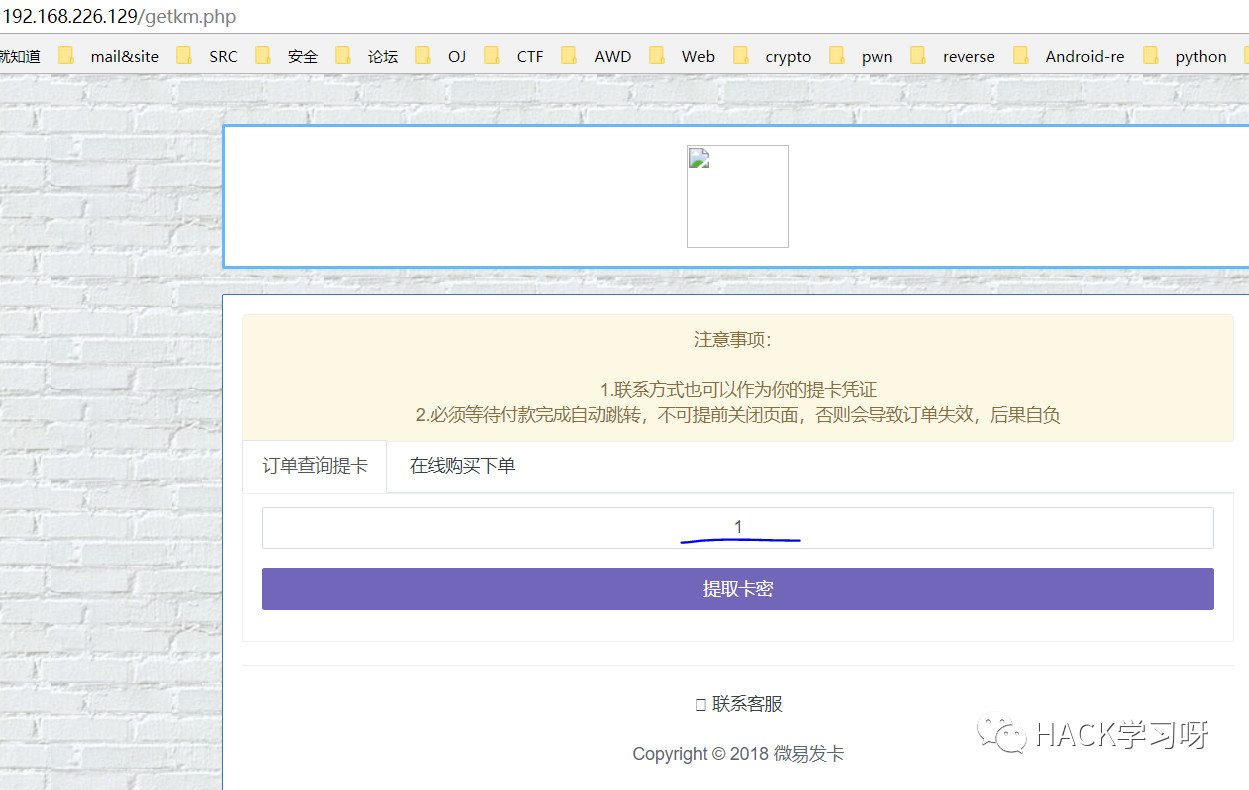 192.168.226.129/getkm.php
就知道 mail&site SRC 安全 论坛 OJ CTF AWD Web crypto pwn reverse Android-re python
注意事项：
1.联系方式也可以作为你的提卡凭证
2.必须等待付款完成自动跳转，不可提前关闭页面，否则会导致订单失效，后果自负
订单查询提卡 在线购买下单
1
提取卡密
联系客服
HACK学习呀
Copyright © 2018 微易发卡